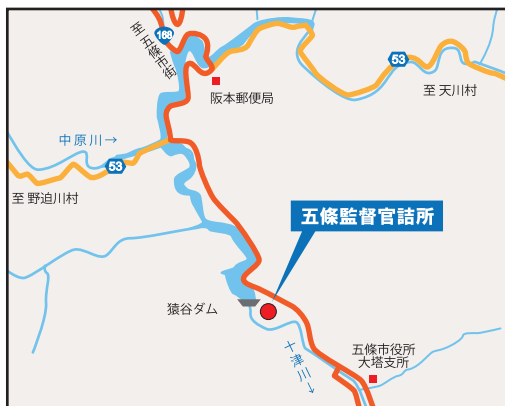 至 五條市街
168
53
至 天川村
阪本郵便局
中原川→
53
至 野迫川村
五條監督官詰所
猿谷ダム
十津川→
五條市役所
大塔支所